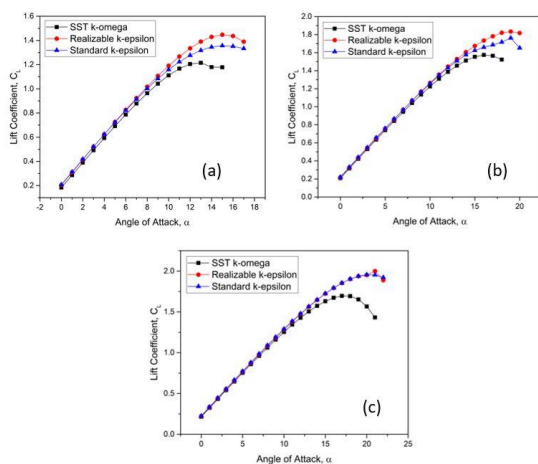 SST k-omega
Realizable k-epsilon
Standard k-epsilon
Lift Coefficient, C_L
1.6
1.4
1.2
1.0
0.8
0.6
0.4
0.2
-2 0 2 4 6 8 10 12 14 16 18
Angle of Attack, α
(a)
SST k-omega
Realizable k-epsilon
Standard k-epsilon
Lift Coefficient, C_L
2.0
1.8
1.6
1.4
1.2
1.0
0.8
0.6
0.4
0.2
0.0
0 5 10 15 20
Angle of Attack, α
(b)
SST k-omega
Realizable k-epsilon
Standard k-epsilon
Lift Coefficient, C_L
2.0
1.5
1.0
0.5
0.0
0 5 10 15 20 25
Angle of Attack, α
(c)